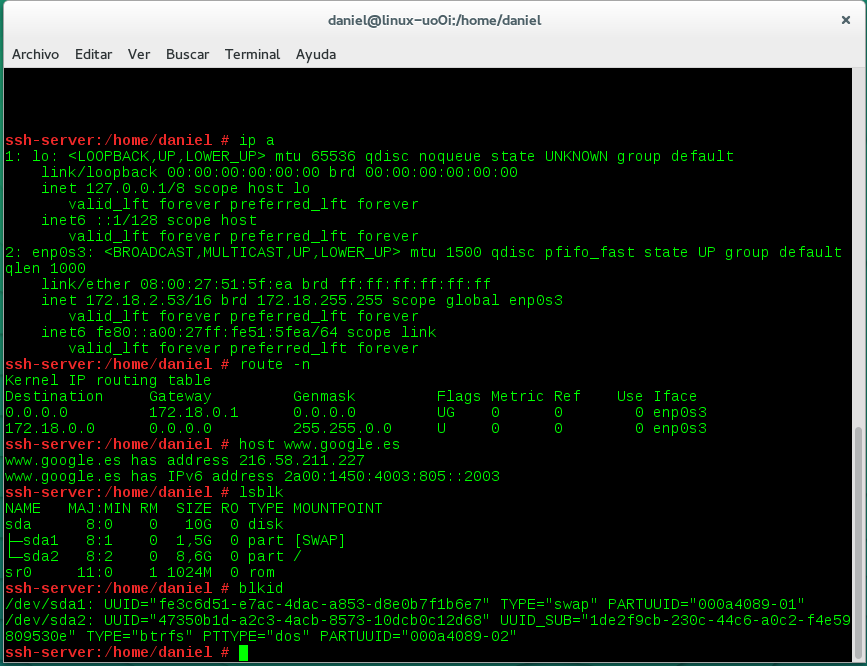 daniel@linux-uo0i:/home/daniel
Archivo Editar Ver Buscar Terminal Ayuda
ssh-server:/home/daniel # ip a
1: lo: <LOOPBACK,UP,LOWER_UP> mtu 65536 qdisc noqueue state UNKNOWN group default
    link/loopback 00:00:00:00:00:00 brd 00:00:00:00:00:00
    inet 127.0.0.1/8 scope host lo
       valid_lft forever preferred_lft forever
    inet6 ::1/128 scope host
       valid_lft forever preferred_lft forever
2: enp0s3: <BROADCAST,MULTICAST,UP,LOWER_UP> mtu 1500 qdisc pfifo_fast state UP group default
qlen 1000
    link/ether 08:00:27:51:5f:ea brd ff:ff:ff:ff:ff:ff
    inet 172.18.2.53/16 brd 172.18.255.255 scope global enp0s3
       valid_lft forever preferred_lft forever
    inet6 fe80::a00:27ff:fe51:5fea/64 scope link
       valid_lft forever preferred_lft forever
ssh-server:/home/daniel # route -n
Kernel IP routing table
Destination     Gateway         Genmask         Flags Metric Ref    Use Iface
0.0.0.0         172.18.0.1      0.0.0.0         UG    0      0        0 enp0s3
172.18.0.0      0.0.0.0         255.255.0.0     U     0      0        0 enp0s3
ssh-server:/home/daniel # host www.google.es
www.google.es has address 216.58.211.227
www.google.es has IPv6 address 2a00:1450:4003:805::2003
ssh-server:/home/daniel # lsblk
NAME   MAJ:MIN RM  SIZE RO TYPE MOUNTPOINT
sda      8:0    0   10G  0 disk
├─sda1   8:1    0  1,5G  0 part [SWAP]
└─sda2   8:2    0  8,6G  0 part /
sr0     11:0    1 1024M  0 rom
ssh-server:/home/daniel # blkid
/dev/sda1: UUID="fe3c6d51-e7ac-4dac-a853-d8e0b7f1b6e7" TYPE="swap" PARTUUID="000a4089-01"
/dev/sda2: UUID="47350b1d-a2c3-4acb-8573-10dcb0c12d68" UUID_SUB="1de2f9cb-230c-44c6-a0c2-f4e59
809530e" TYPE="btrfs" PTTYPE="dos" PARTUUID="000a4089-02"
ssh-server:/home/daniel #